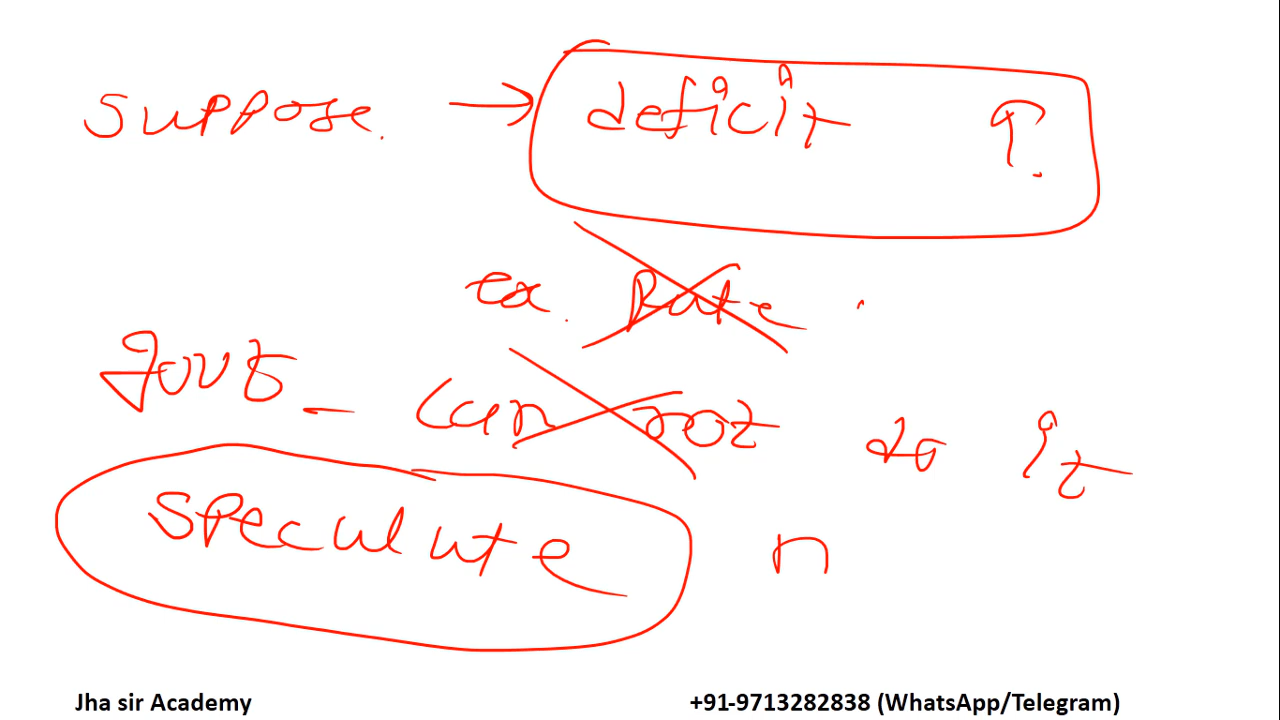 suppose. → deficit ↑.
ex. Rate
Govt - can not do it
speculate n
Jha sir Academy +91-9713282838 (WhatsApp/Telegram)